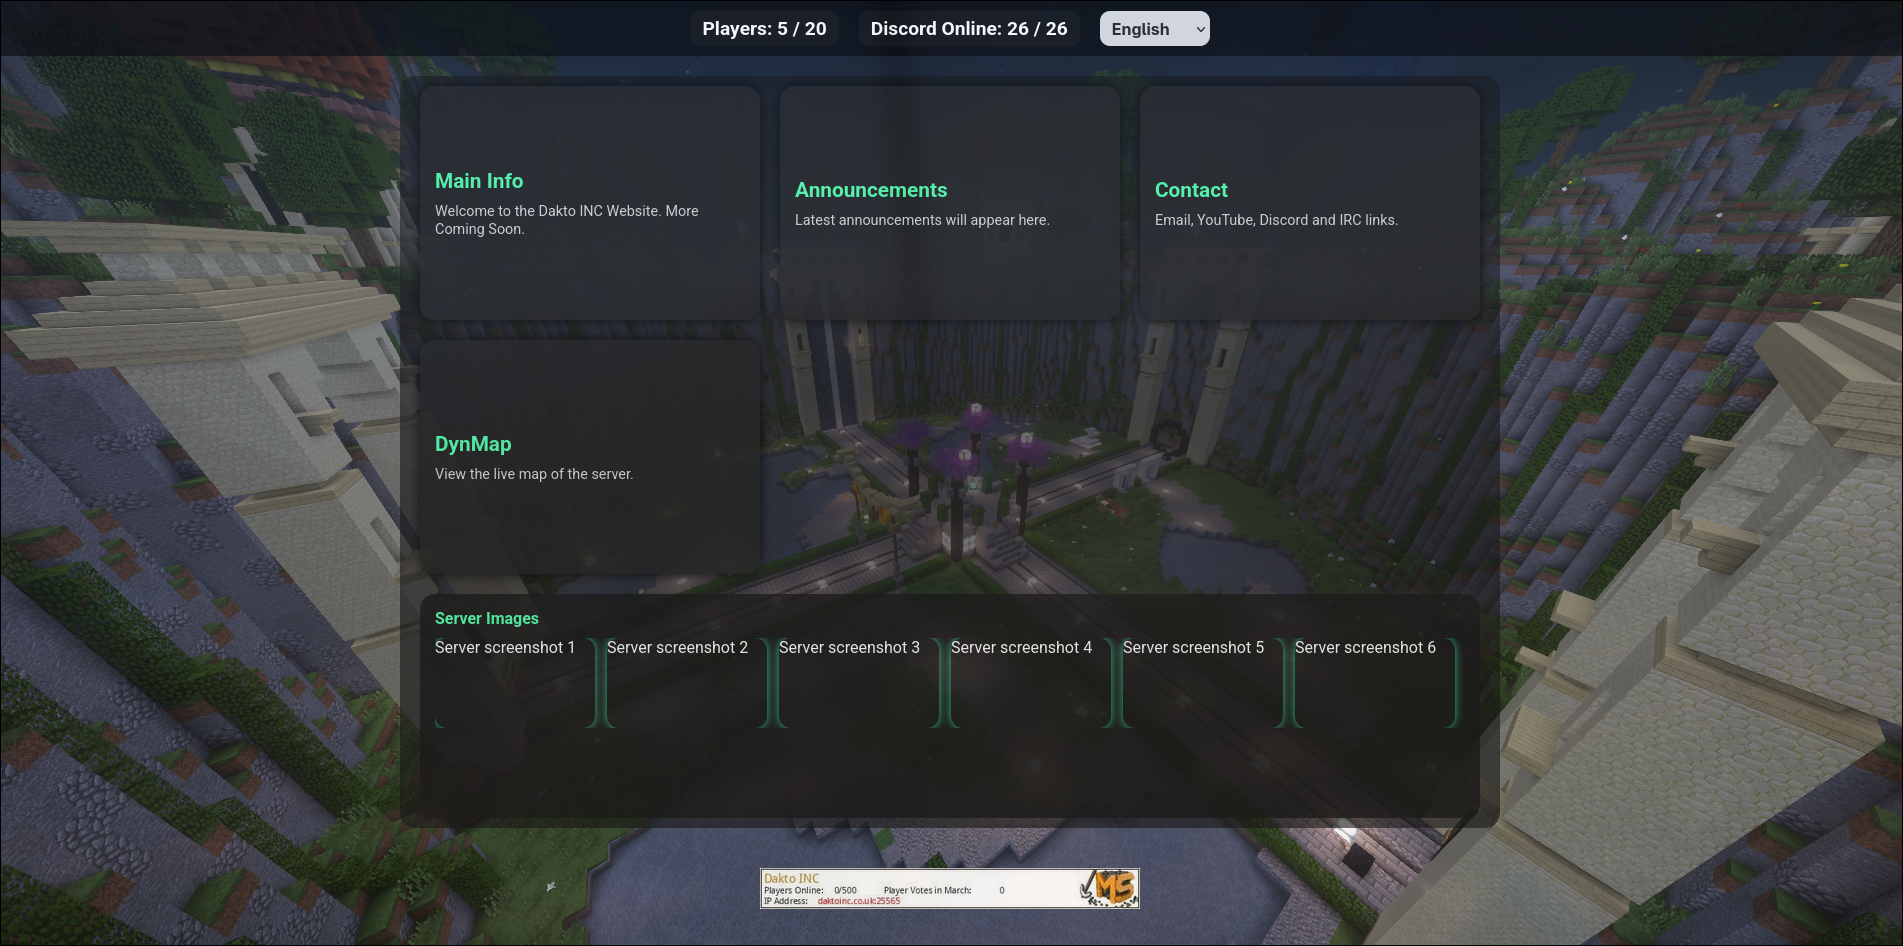 Players: 5 / 20
Discord Online: 26 / 26
English
Main Info
Welcome to the Dakto INC Website. More
Coming Soon.
Announcements
Latest announcements will appear here.
Contact
Email, YouTube, Discord and IRC links.
DynMap
View the live map of the server.
Server Images
Server screenshot 1
Server screenshot 2
Server screenshot 3
Server screenshot 4
Server screenshot 5
Server screenshot 6
Dakto INC
Players Online: 0/500 Player Votes in March: 0
IP Address: daktoinc.co.uk:25565
MS